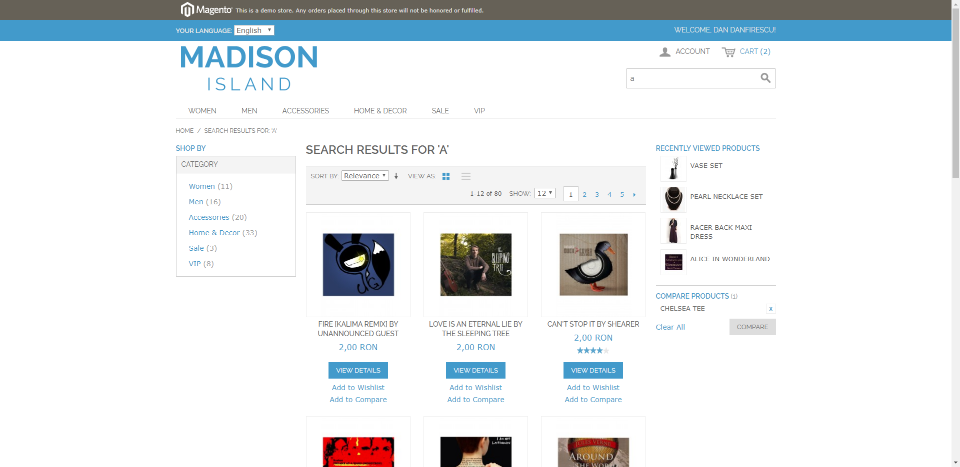 Magento This is a demo store. Any orders placed through this store will not be honored or fulfilled.
YOUR LANGUAGE: English
WELCOME, DAN DANFIRESCU!
MADISON
ISLAND
ACCOUNT CART (2)
a
WOMEN MEN ACCESSORIES HOME & DECOR SALE VIP
HOME / SEARCH RESULTS FOR: 'A'
SHOP BY
CATEGORY
Women (11)
Men (16)
Accessories (20)
Home & Decor (33)
Sale (3)
VIP (8)
SEARCH RESULTS FOR 'A'
SORT BY Relevance VIEW AS
1-12 of 80 SHOW: 12 1 2 3 4 5 »
THE SLEEPING TREE
FIRE (KALIMA REMIX) BY
UNANNOUNCED GUEST
2,00 RON
VIEW DETAILS
Add to Wishlist
Add to Compare
LOVE IS AN ETERNAL LIE BY
THE SLEEPING TREE
2,00 RON
VIEW DETAILS
Add to Wishlist
Add to Compare
CAN'T STOP IT BY SHEARER
2,00 RON
VIEW DETAILS
Add to Wishlist
Add to Compare
AROUND
THE WORLD
RECENTLY VIEWED PRODUCTS
VASE SET
PEARL NECKLACE SET
RACER BACK MAXI
DRESS
ALICE IN WONDERLAND
COMPARE PRODUCTS (1)
CHELSEA TEE x
Clear All COMPARE